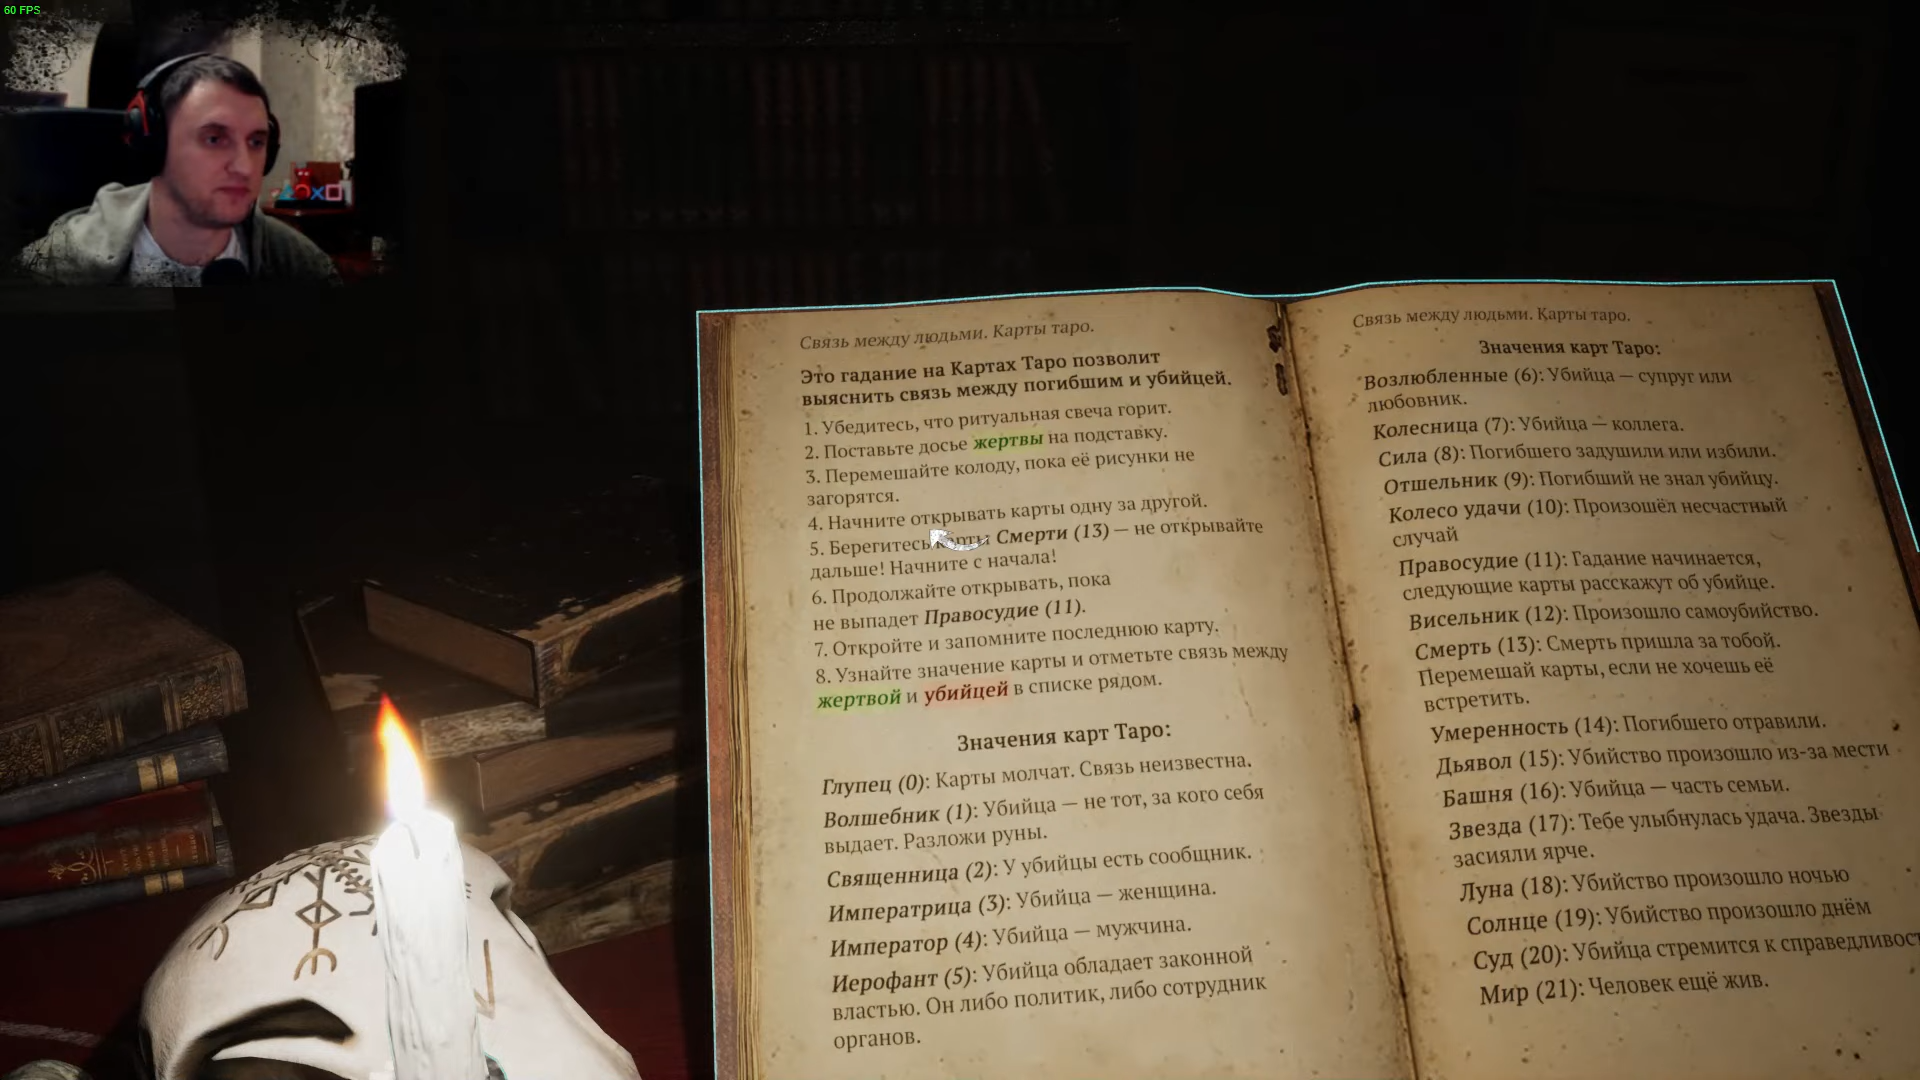 60 FPS
Связь между людьми. Карты таро.
Это гадание на Картах Таро позволит
выяснить связь между погибшим и убийцей.
1. Убедитесь, что ритуальная свеча горит.
2. Поставьте досье жертвы на подставку.
3. Перемешайте колоду, пока её рисунки не
загорятся.
4. Начните открывать карты одну за другой.
5. Берегитесь карты Смерти (13) — не открывайте
дальше! Начните с начала!
6. Продолжайте открывать, пока
не выпадет Правосудие (11).
7. Откройте и запомните последнюю карту.
8. Узнайте значение карты и отметьте связь между
жертвой и убийцей в списке рядом.
Значения карт Таро:
Глупец (0): Карты молчат. Связь неизвестна.
Волшебник (1): Убийца — не тот, за кого себя
выдает. Разложи руны.
Священница (2): У убийцы есть сообщник.
Императрица (3): Убийца — женщина.
Император (4): Убийца — мужчина.
Иерофант (5): Убийца обладает законной
властью. Он либо политик, либо сотрудник
органов.
Связь между людьми. Карты таро.
Значения карт Таро:
Возлюбленные (6): Убийца — супруг или
любовник.
Колесница (7): Убийца — коллега.
Сила (8): Погибшего задушили или избили.
Отшельник (9): Погибший не знал убийцу.
Колесо удачи (10): Произошёл несчастный
случай
Правосудие (11): Гадание начинается,
следующие карты расскажут об убийце.
Висельник (12): Произошло самоубийство.
Смерть (13): Смерть пришла за тобой.
Перемешай карты, если не хочешь её
встретить.
Умеренность (14): Погибшего отравили.
Дьявол (15): Убийство произошло из-за мести
Башня (16): Убийца — часть семьи.
Звезда (17): Тебе улыбнулась удача. Звезды
засияли ярче.
Луна (18): Убийство произошло ночью
Солнце (19): Убийство произошло днём
Суд (20): Убийца стремится к справедливост
Мир (21): Человек ещё жив.